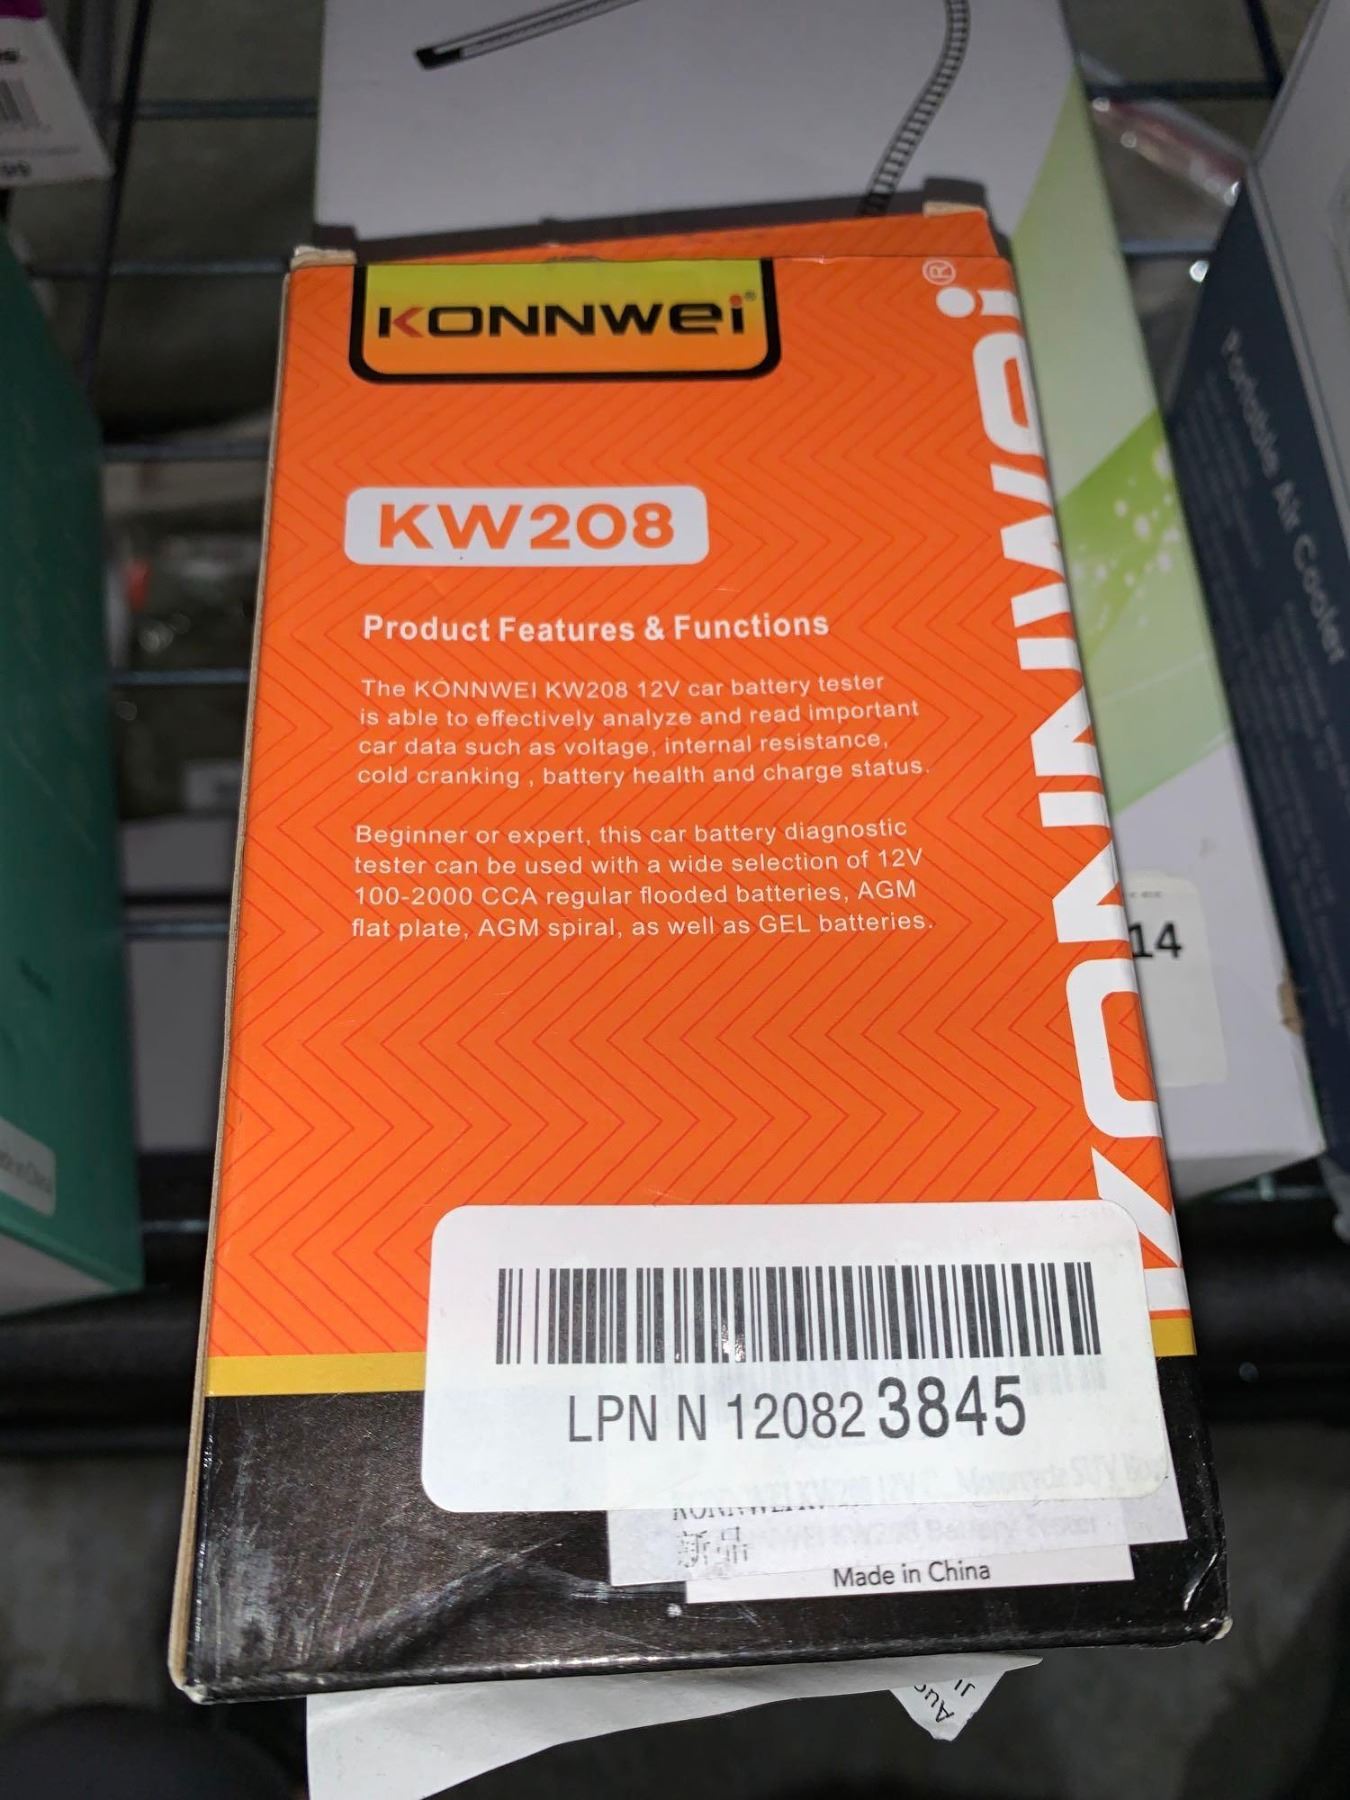 KONNWEI®
KW208
Product Features & Functions
The KONNWEI KW208 12V car battery tester
is able to effectively analyze and read important
car data such as voltage, internal resistance,
cold cranking , battery health and charge status.
Beginner or expert, this car battery diagnostic
tester can be used with a wide selection of 12V
100-2000 CCA regular flooded batteries, AGM
flat plate, AGM spiral, as well as GEL batteries.
KONNWEI®
LPN N 12082 3845
新品
Made in China
14
Portable Air Cooler
99